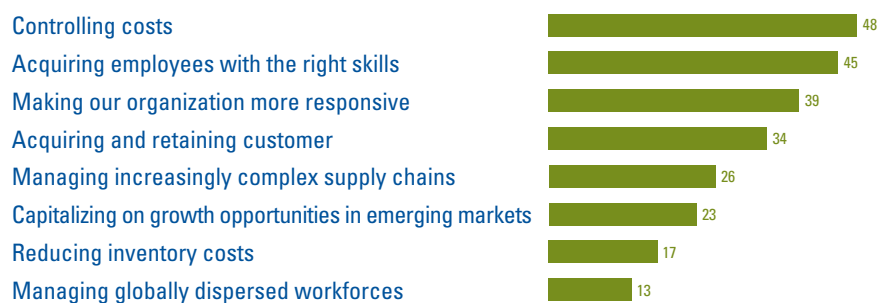 Controlling costs 48
Acquiring employees with the right skills 45
Making our organization more responsive 39
Acquiring and retaining customer 34
Managing increasingly complex supply chains 26
Capitalizing on growth opportunities in emerging markets 23
Reducing inventory costs 17
Managing globally dispersed workforces 13